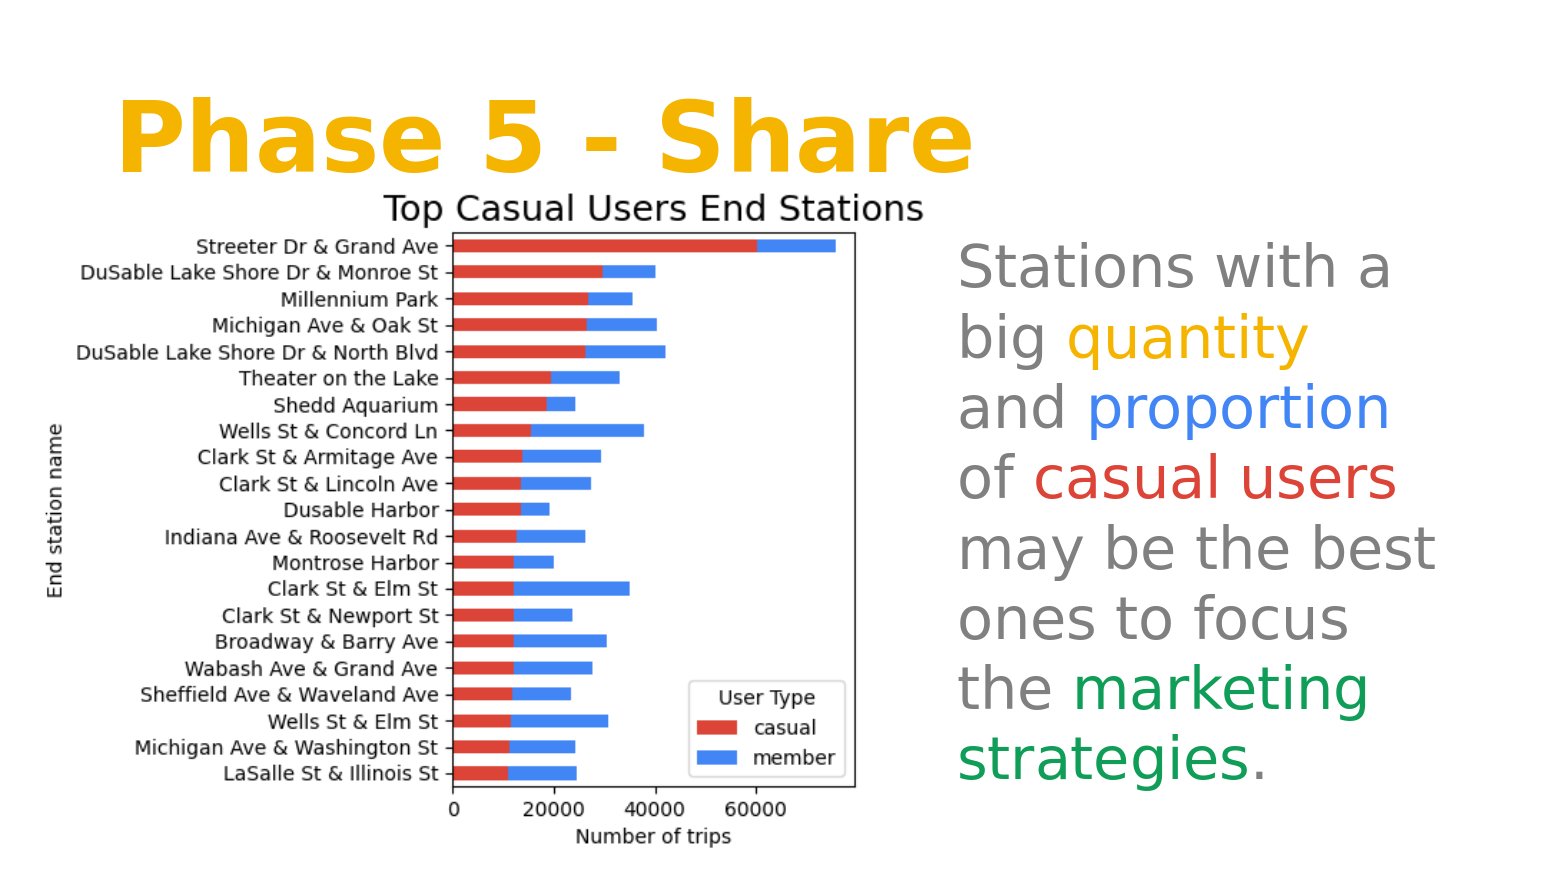 Phase 5 - Share
Top Casual Users End Stations
End station name
Streeter Dr & Grand Ave
DuSable Lake Shore Dr & Monroe St
Millennium Park
Michigan Ave & Oak St
DuSable Lake Shore Dr & North Blvd
Theater on the Lake
Shedd Aquarium
Wells St & Concord Ln
Clark St & Armitage Ave
Clark St & Lincoln Ave
Dusable Harbor
Indiana Ave & Roosevelt Rd
Montrose Harbor
Clark St & Elm St
Clark St & Newport St
Broadway & Barry Ave
Wabash Ave & Grand Ave
Sheffield Ave & Waveland Ave
Wells St & Elm St
Michigan Ave & Washington St
LaSalle St & Illinois St
User Type
casual
member
0 20000 40000 60000
Number of trips
Stations with a
big quantity
and proportion
of casual users
may be the best
ones to focus
the marketing
strategies.